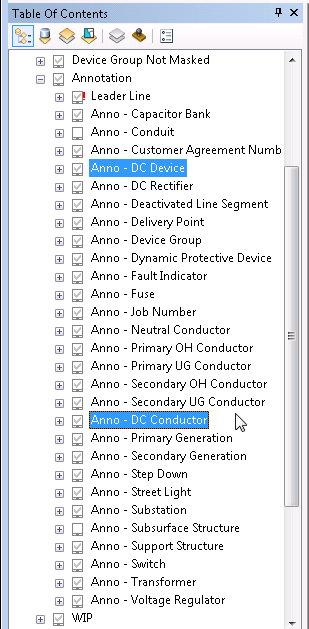 Table Of Contents
Device Group Not Masked
Annotation
Leader Line
Anno - Capacitor Bank
Anno - Conduit
Anno - Customer Agreement Numb
Anno - DC Device
Anno - DC Rectifier
Anno - Deactivated Line Segment
Anno - Delivery Point
Anno - Device Group
Anno - Dynamic Protective Device
Anno - Fault Indicator
Anno - Fuse
Anno - Job Number
Anno - Neutral Conductor
Anno - Primary OH Conductor
Anno - Primary UG Conductor
Anno - Secondary OH Conductor
Anno - Secondary UG Conductor
Anno - DC Conductor
Anno - Primary Generation
Anno - Secondary Generation
Anno - Step Down
Anno - Street Light
Anno - Substation
Anno - Subsurface Structure
Anno - Support Structure
Anno - Switch
Anno - Transformer
Anno - Voltage Regulator
WIP